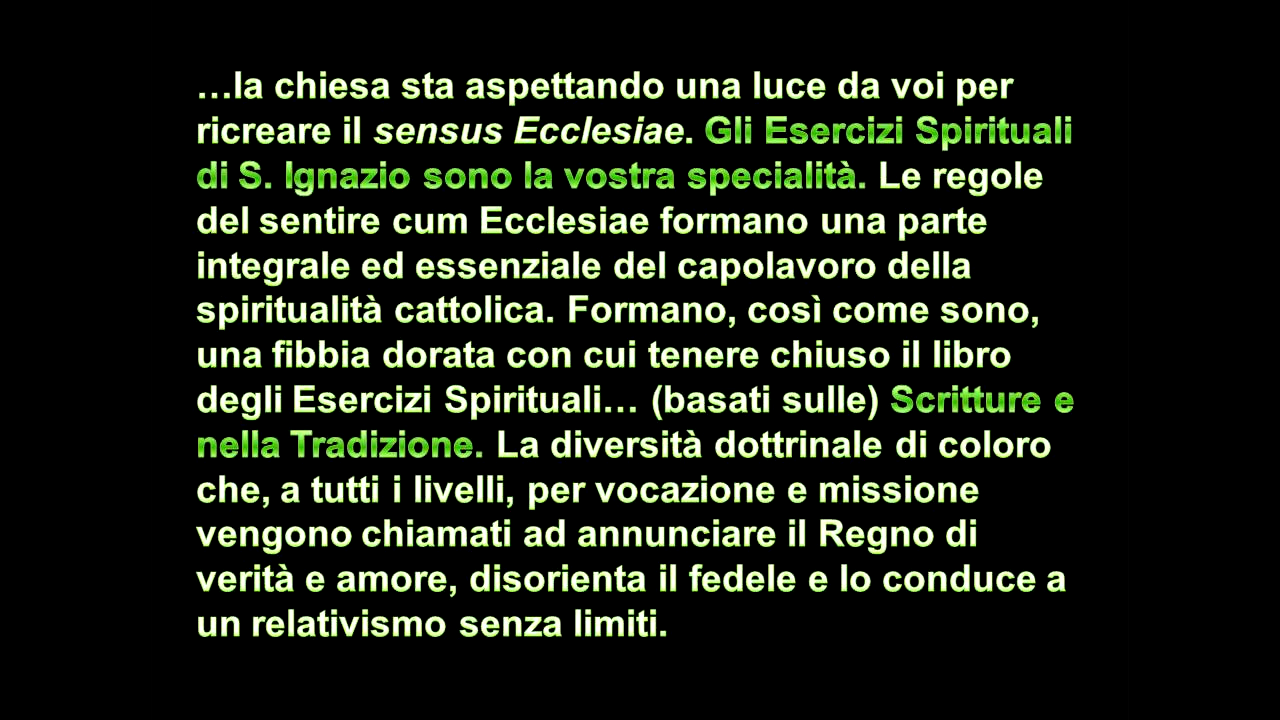 …la chiesa sta aspettando una luce da voi per
ricreare il sensus Ecclesiae. Gli Esercizi Spirituali
di S. Ignazio sono la vostra specialità. Le regole
del sentire cum Ecclesiae formano una parte
integrale ed essenziale del capolavoro della
spiritualità cattolica. Formano, così come sono,
una fibbia dorata con cui tenere chiuso il libro
degli Esercizi Spirituali… (basati sulle) Scritture e
nella Tradizione. La diversità dottrinale di coloro
che, a tutti i livelli, per vocazione e missione
vengono chiamati ad annunciare il Regno di
verità e amore, disorienta il fedele e lo conduce a
un relativismo senza limiti.